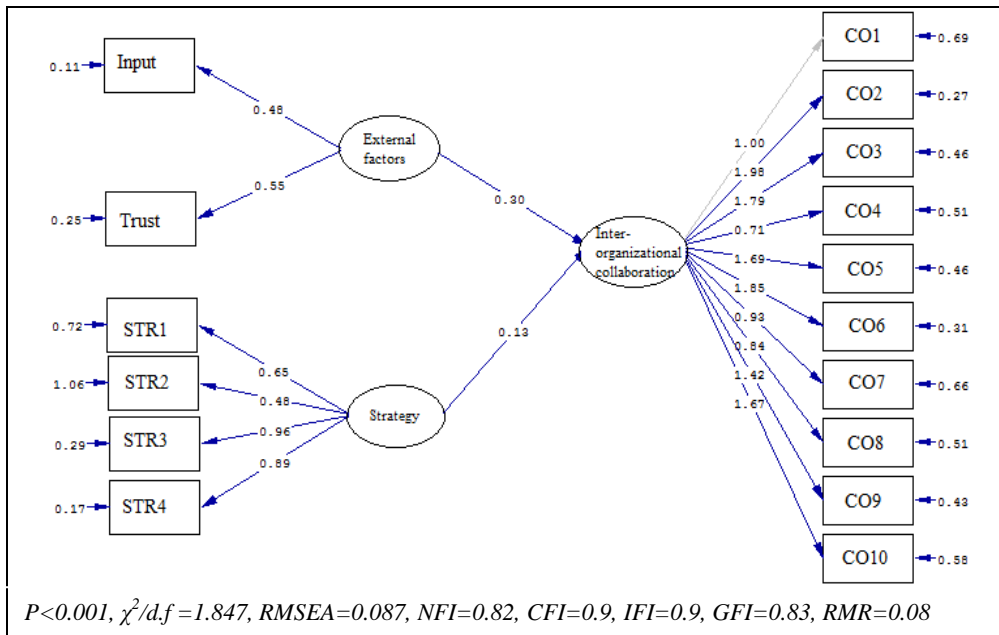 0.11
Input
0.48
External
factors
0.55
0.25
Trust
0.30
0.72
STR1
0.65
1.06
STR2
0.48
0.29
STR3
0.96
0.89
0.17
STR4
Strategy
0.13
Inter-
organizational
collaboration
1.00
1.98
1.79
0.71
1.69
1.85
0.93
0.84
1.42
1.67
CO1
0.69
CO2
0.27
CO3
0.46
CO4
0.51
CO5
0.46
CO6
0.31
CO7
0.66
CO8
0.51
CO9
0.43
CO10
0.58
P<0.001, χ²/d.f =1.847, RMSEA=0.087, NFI=0.82, CFI=0.9, IFI=0.9, GFI=0.83, RMR=0.08